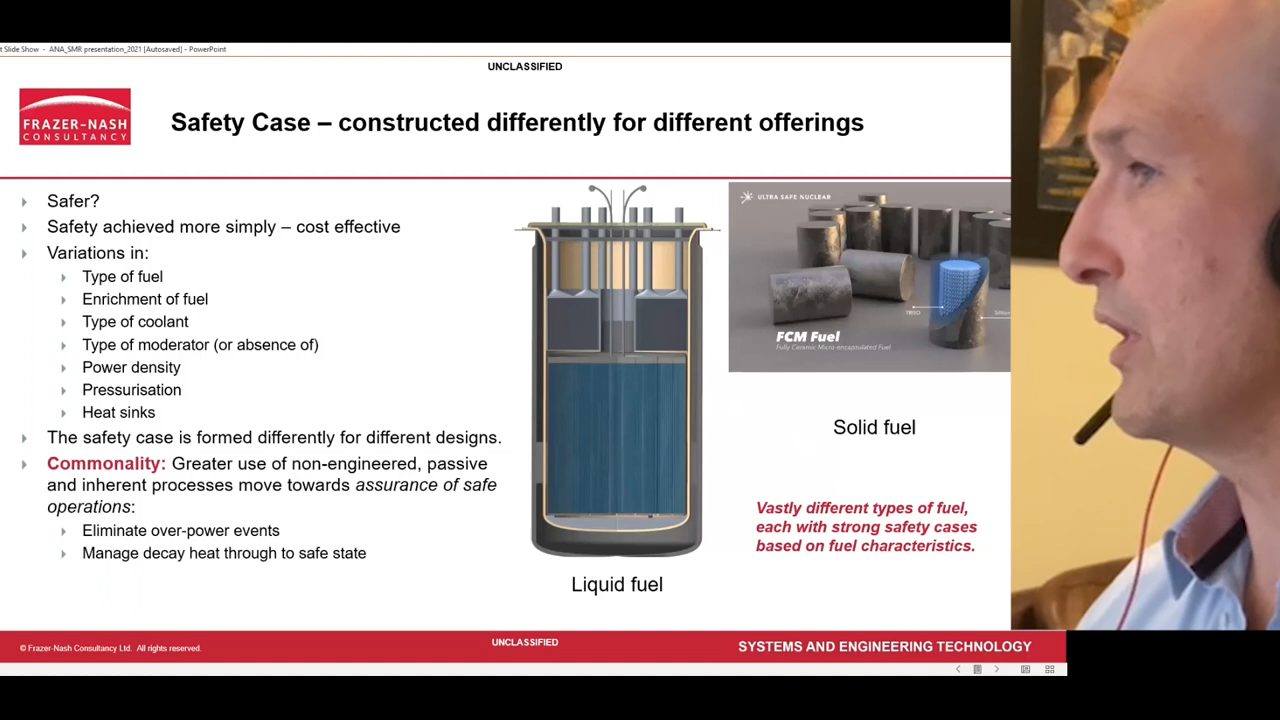 t Slide Show - ANA_SMR presentation_2021 [Autosaved] - PowerPoint
UNCLASSIFIED
FRAZER-NASH
CONSULTANCY
Safety Case – constructed differently for different offerings
Safer?
Safety achieved more simply – cost effective
Variations in:
Type of fuel
Enrichment of fuel
Type of coolant
Type of moderator (or absence of)
Power density
Pressurisation
Heat sinks
The safety case is formed differently for different designs.
Commonality: Greater use of non-engineered, passive
and inherent processes move towards assurance of safe
operations:
Eliminate over-power events
Manage decay heat through to safe state
Liquid fuel
ULTRA SAFE NUCLEAR
TRISO
FCM Fuel
Fully Ceramic Micro-encapsulated Fuel
Solid fuel
Vastly different types of fuel,
each with strong safety cases
based on fuel characteristics.
© Frazer-Nash Consultancy Ltd. All rights reserved.
UNCLASSIFIED
SYSTEMS AND ENGINEERING TECHNOLOGY